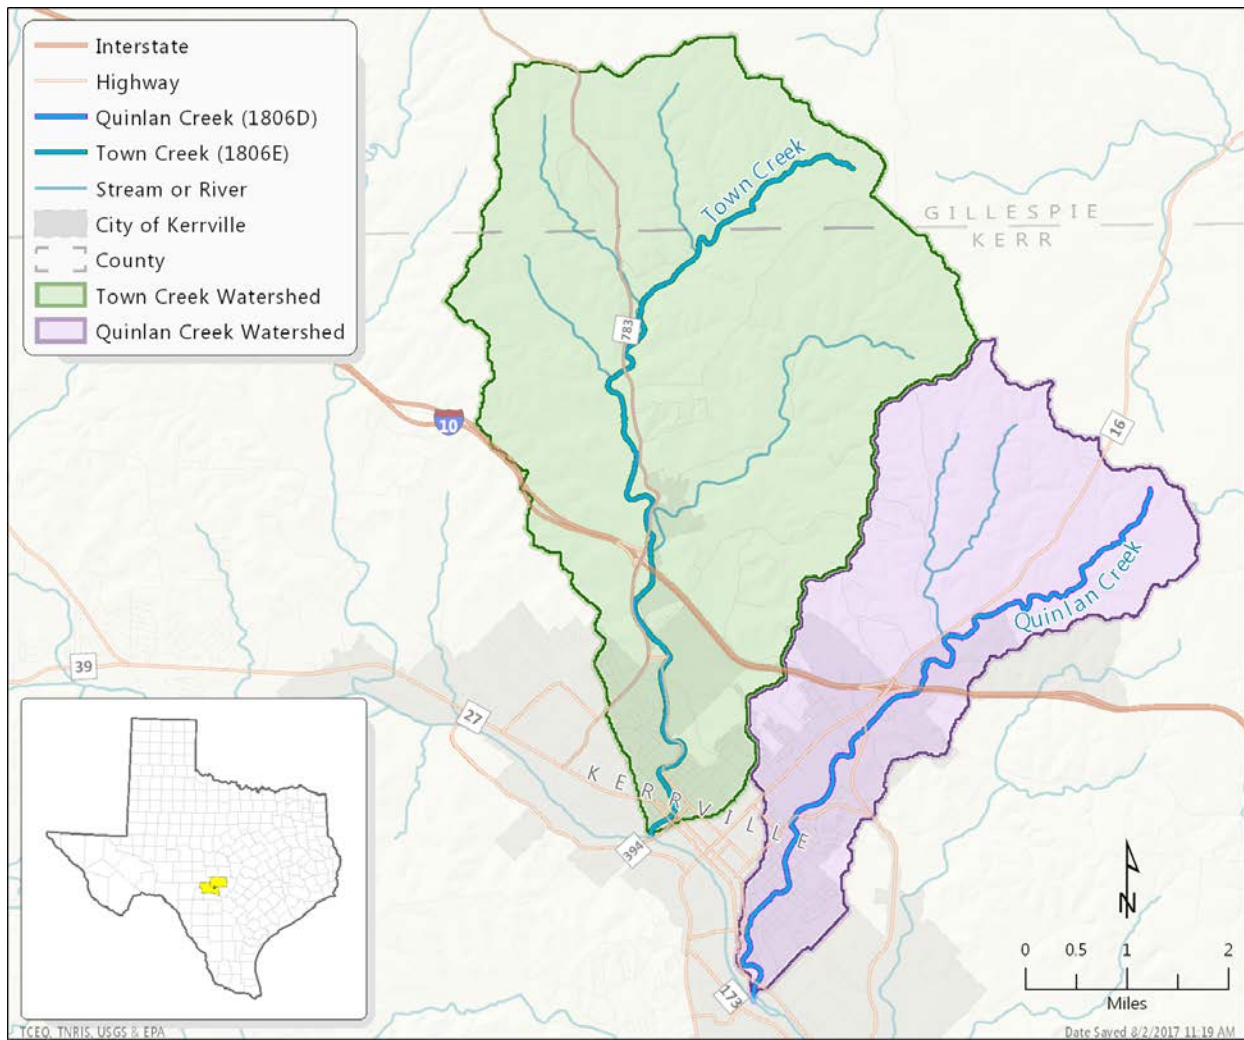 Interstate
Highway
Quinlan Creek (1806D)
Town Creek (1806E)
Stream or River
City of Kerrville
County
Town Creek Watershed
Quinlan Creek Watershed
Town Creek
GILLESPIE
KERR
783
10
16
Quinlan Creek
39
27
KERRVILLE
394
173
N
0 0.5 1 2
Miles
TCEQ, TNRIS, USGS & EPA
Date Saved 8/2/2017 11:19 AM